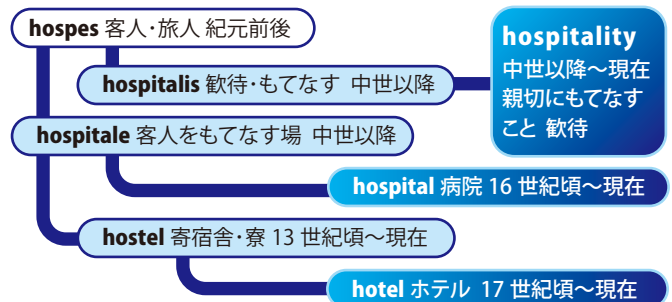 hospes 客人・旅人 紀元前後
hospitality
中世以降～現在
親切にもてなす
こと 歓待
hospitalis 歓待・もてなす 中世以降
hospitale 客人をもてなす場 中世以降
hospital 病院 16 世紀頃～現在
hostel 寄宿舎・寮 13 世紀頃～現在
hotel ホテル 17 世紀頃～現在